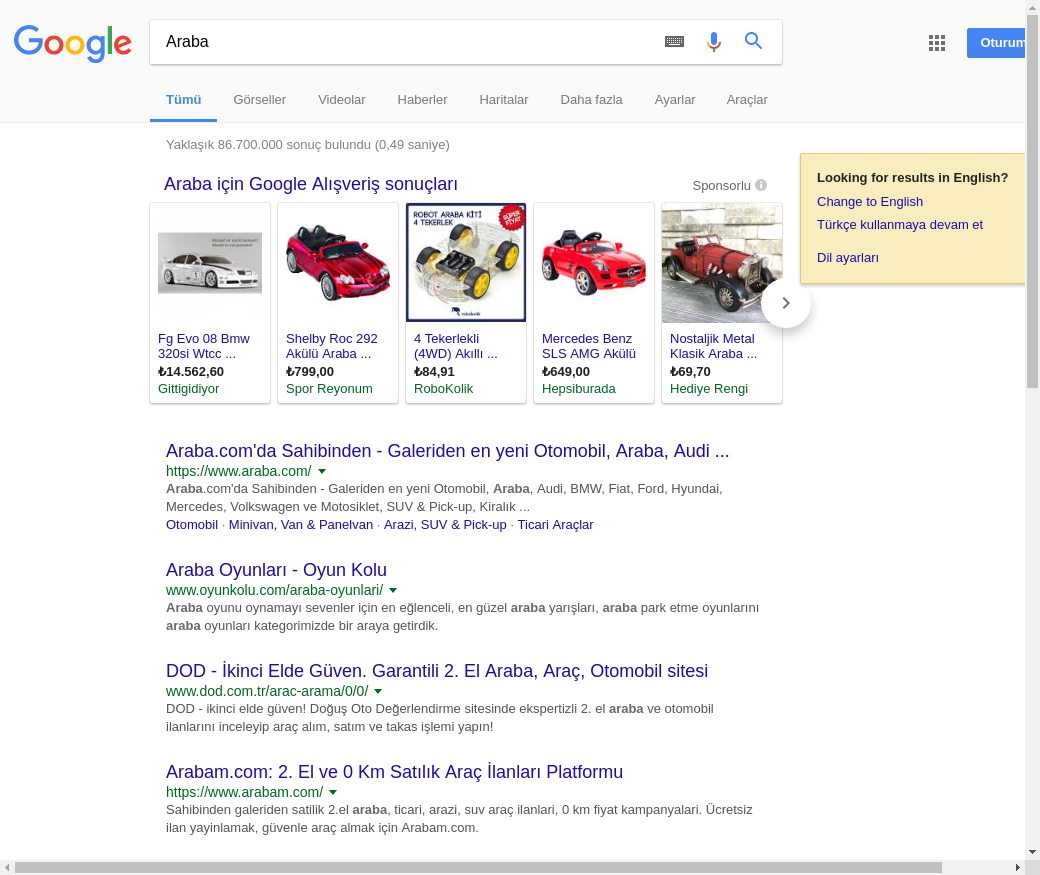 Google
Araba
Oturum
Tümü Görseller Videolar Haberler Haritalar Daha fazla Ayarlar Araçlar
Yaklaşık 86.700.000 sonuç bulundu (0,49 saniye)
Looking for results in English?
Change to English
Türkçe kullanmaya devam et
Dil ayarları
Araba için Google Alışveriş sonuçları
Sponsorlu
Fg Evo 08 Bmw
320si Wtcc ...
₺14.562,60
Gittigidiyor
Shelby Roc 292
Akülü Araba ...
₺799,00
Spor Reyonum
ROBOT ARABA KİTİ
4 TEKERLEK
SÜPER
FİYAT
robokolik
4 Tekerlekli
(4WD) Akıllı ...
₺84,91
RoboKolik
Mercedes Benz
SLS AMG Akülü
₺649,00
Hepsiburada
Nostaljik Metal
Klasik Araba ...
₺69,70
Hediye Rengi
Araba.com'da Sahibinden - Galeriden en yeni Otomobil, Araba, Audi ...
https://www.araba.com/
Araba.com'da Sahibinden - Galeriden en yeni Otomobil, Araba, Audi, BMW, Fiat, Ford, Hyundai,
Mercedes, Volkswagen ve Motosiklet, SUV & Pick-up, Kiralık ...
Otomobil · Minivan, Van & Panelvan · Arazi, SUV & Pick-up · Ticari Araçlar
Araba Oyunları - Oyun Kolu
www.oyunkolu.com/araba-oyunlari/
Araba oyunu oynamayı sevenler için en eğlenceli, en güzel araba yarışları, araba park etme oyunlarını
araba oyunları kategorimizde bir araya getirdik.
DOD - İkinci Elde Güven. Garantili 2. El Araba, Araç, Otomobil sitesi
www.dod.com.tr/arac-arama/0/0/
DOD - ikinci elde güven! Doğuş Oto Değerlendirme sitesinde ekspertizli 2. el araba ve otomobil
ilanlarını inceleyip araç alım, satım ve takas işlemi yapın!
Arabam.com: 2. El ve 0 Km Satılık Araç İlanları Platformu
https://www.arabam.com/
Sahibinden galeriden satilik 2.el araba, ticari, arazi, suv araç ilanlari, 0 km fiyat kampanyalari. Ücretsiz
ilan yayinlamak, güvenle araç almak için Arabam.com.